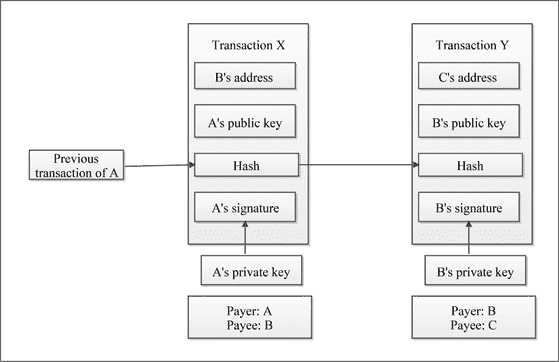 Transaction X
B's address
A's public key
Hash
A's signature
A's private key
Payer: A
Payee: B
Previous
transaction of A
Transaction Y
C's address
B's public key
Hash
B's signature
B's private key
Payer: B
Payee: C